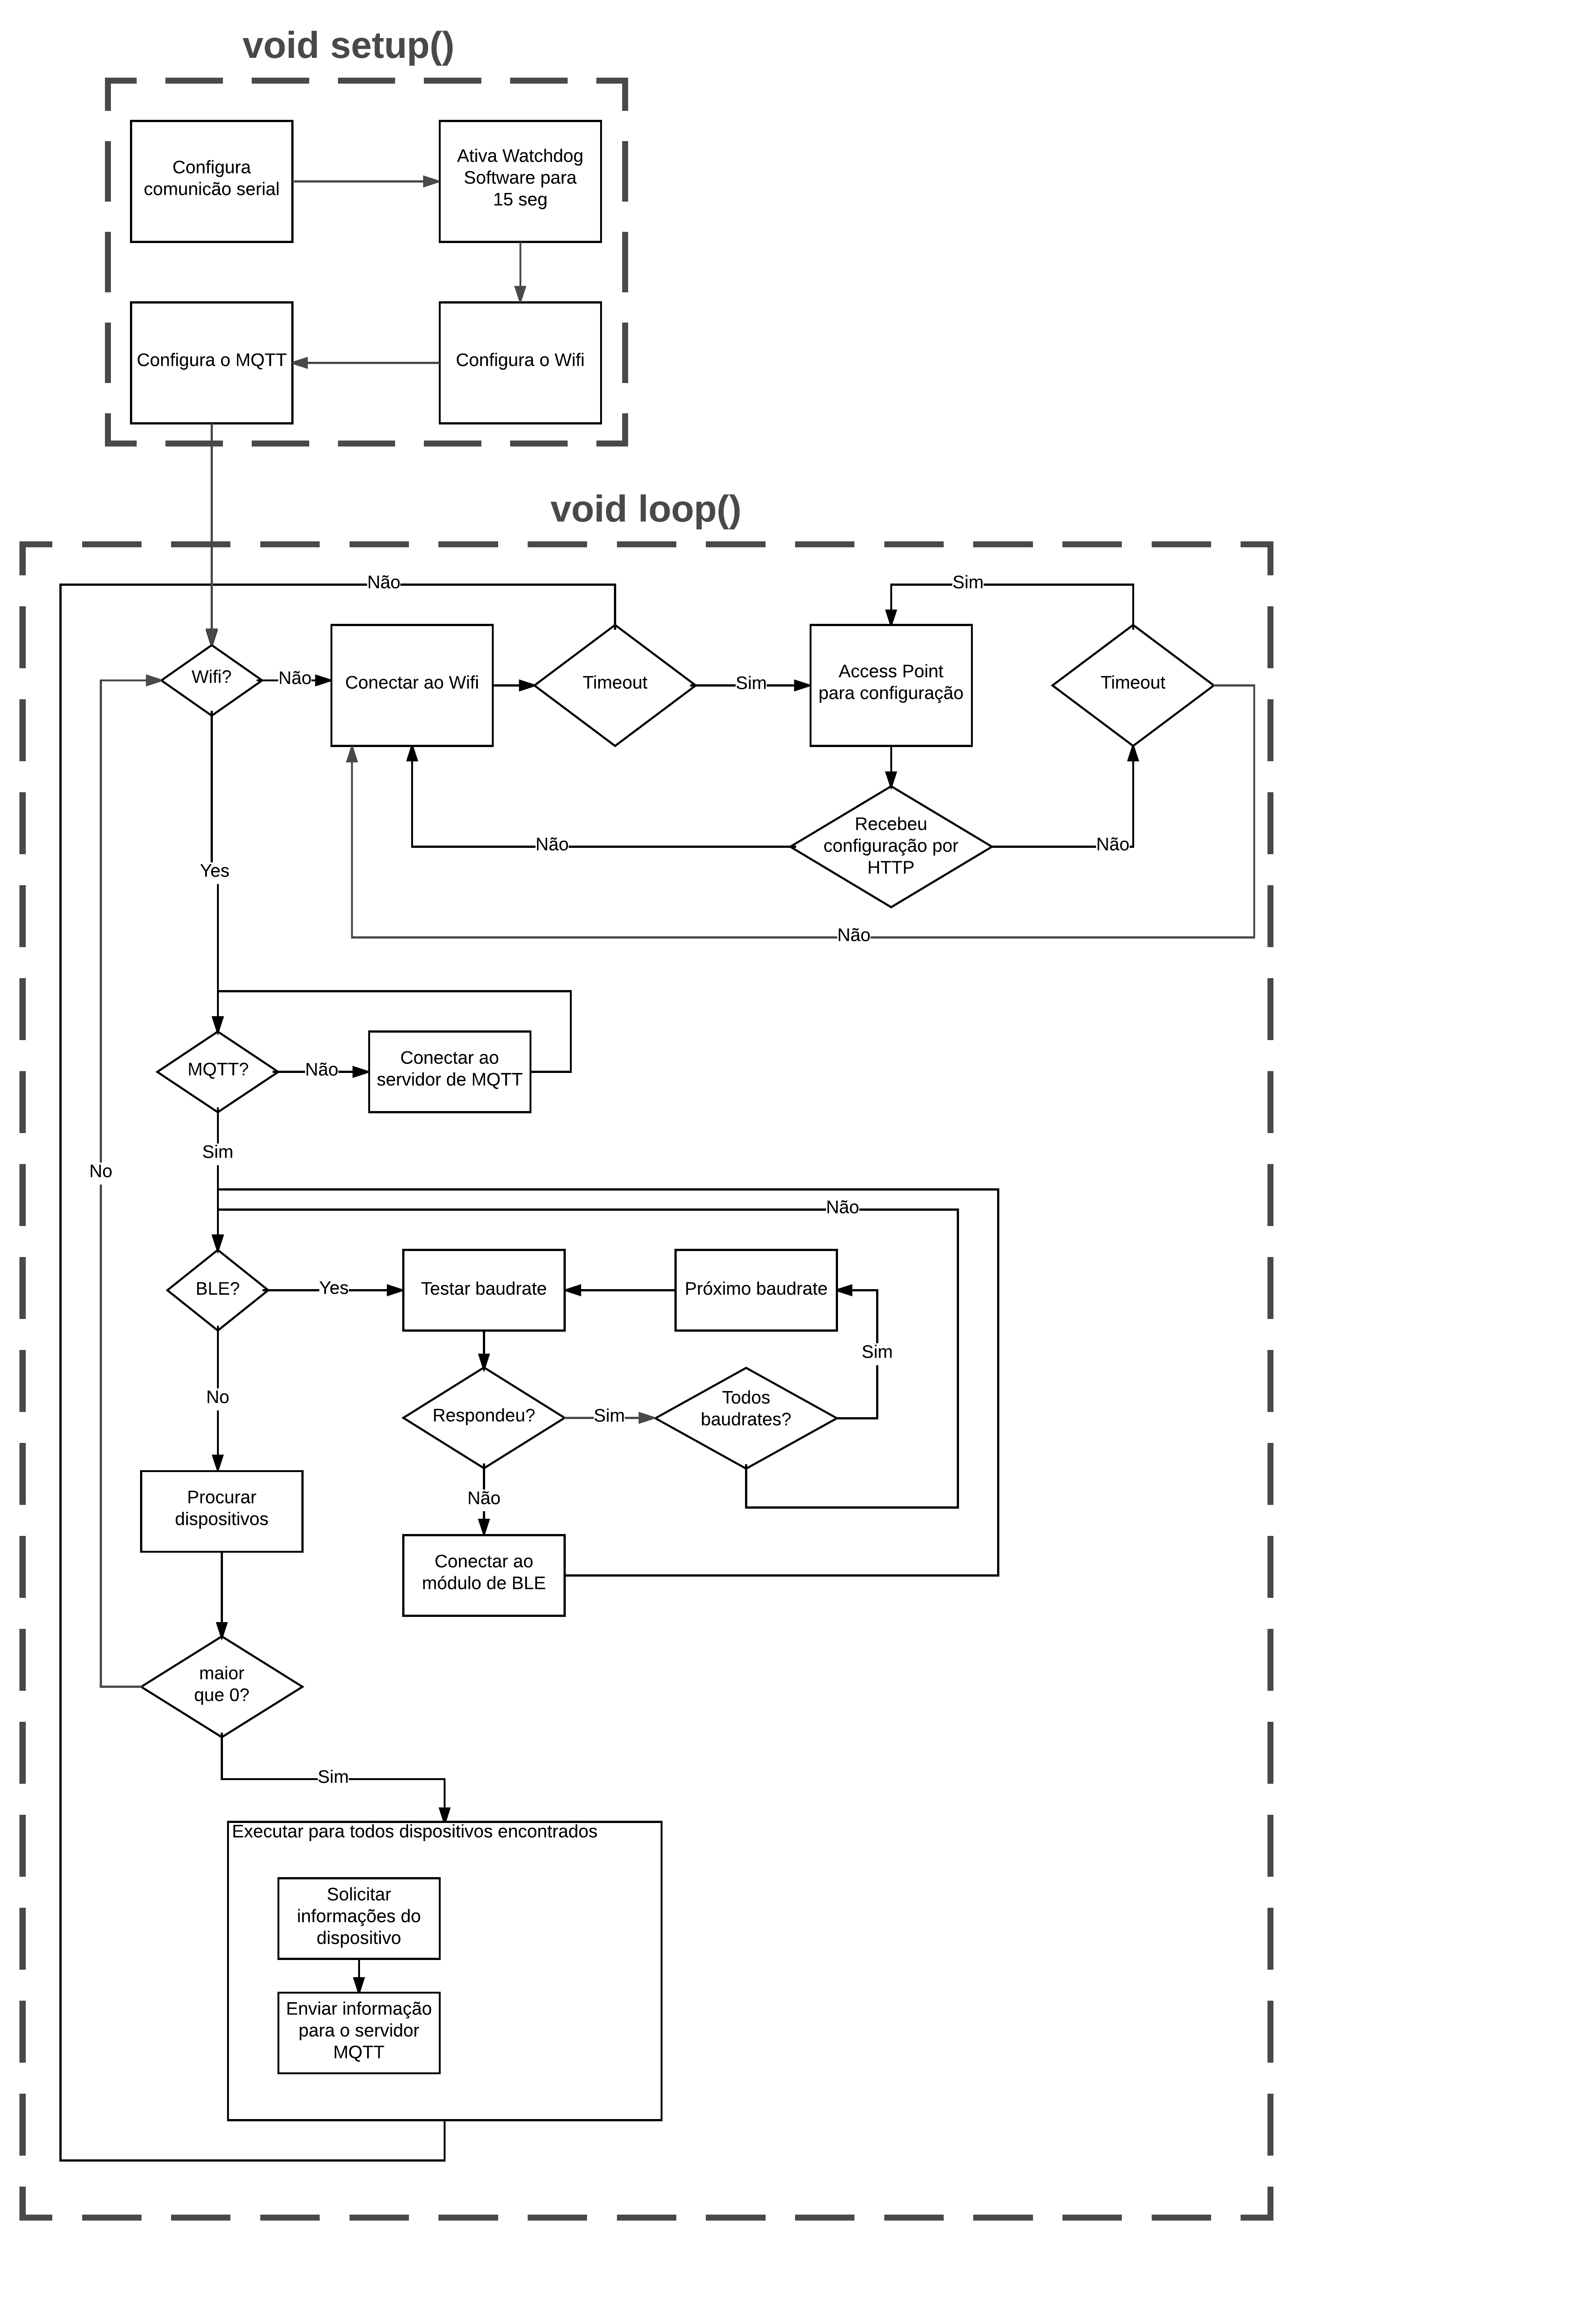 void setup()
Configura
comunicão serial
Ativa Watchdog
Software para
15 seg
Configura o MQTT
Configura o Wifi
void loop()
Não
Sim
Wifi?
Não
Conectar ao Wifi
Timeout
Sim
Access Point
para configuração
Timeout
Recebeu
configuração por
HTTP
Não
Não
Yes
Não
MQTT?
Não
Conectar ao
servidor de MQTT
Sim
No
Não
BLE?
Yes
Testar baudrate
Próximo baudrate
Sim
No
Respondeu?
Sim
Todos
baudrates?
Não
Procurar
dispositivos
Conectar ao
módulo de BLE
maior
que 0?
Sim
Executar para todos dispositivos encontrados
Solicitar
informações do
dispositivo
Enviar informação
para o servidor
MQTT